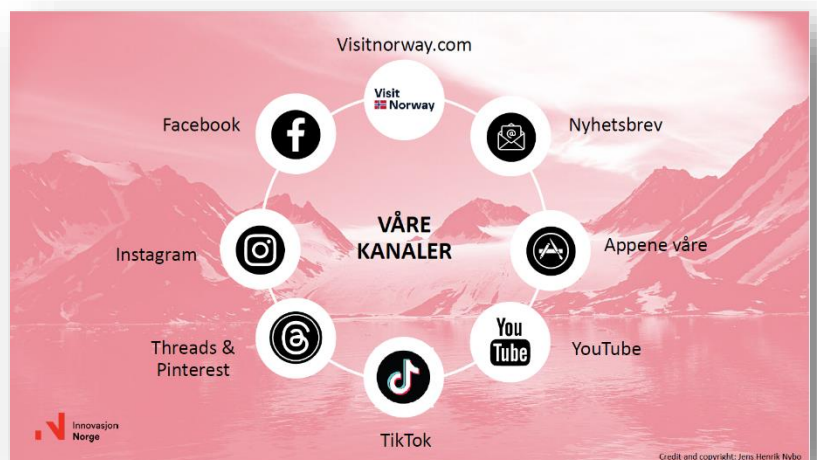 Visitnorway.com
Visit
Norway
Facebook
Nyhetsbrev
VÅRE
KANALER
Instagram
Appene våre
Threads &
Pinterest
You
Tube
YouTube
TikTok
Innovasjon
Norge
Credit and copyright: Jens Henrik Nybo